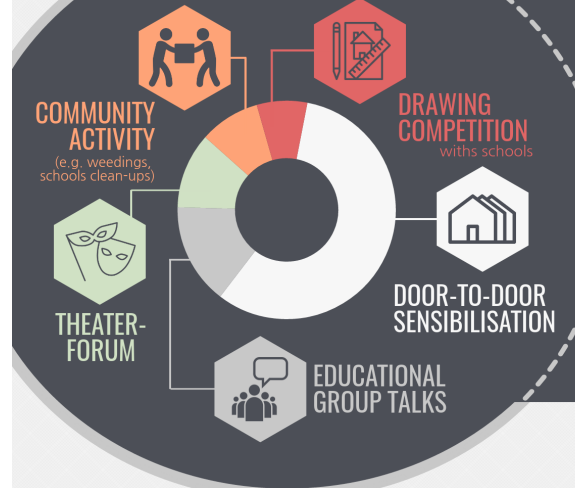 COMMUNITY
ACTIVITY
(e.g. weedings,
schools clean-ups)
DRAWING
COMPETITION
withs schools
THEATER-
FORUM
DOOR-TO-DOOR
SENSIBILISATION
EDUCATIONAL
GROUP TALKS